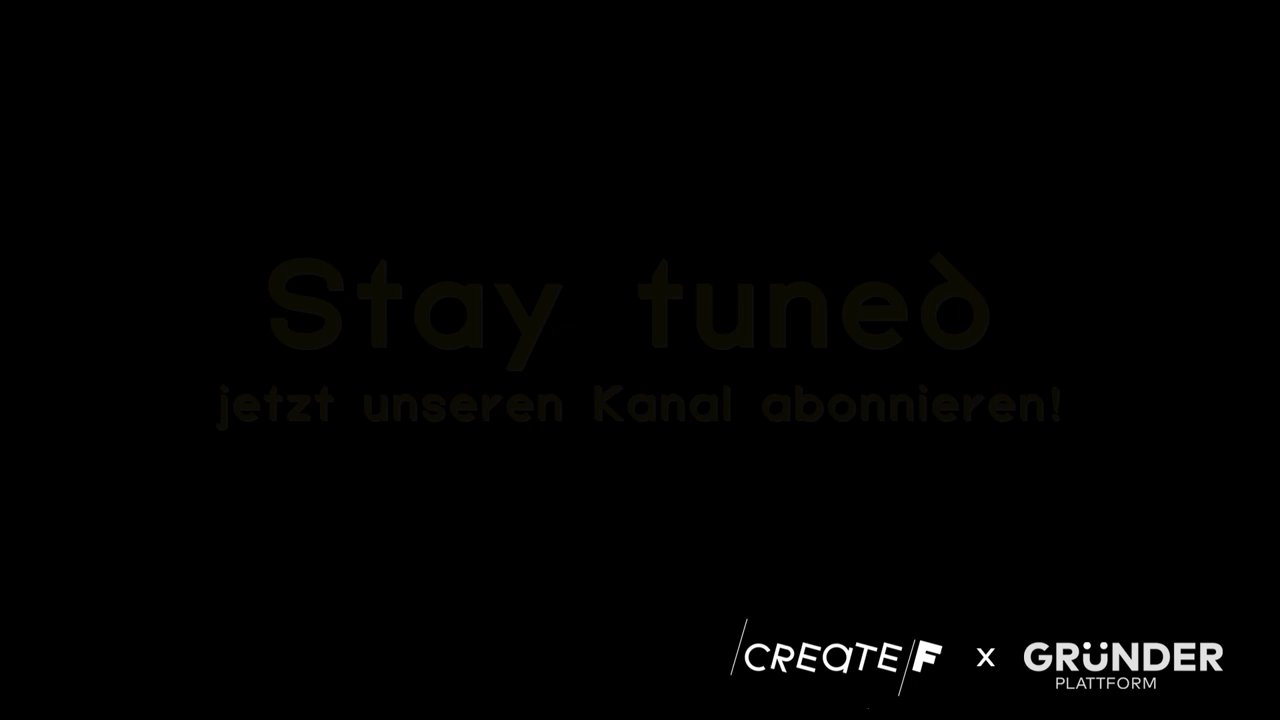 Stay tuned
jetzt unseren Kanal abonnieren!
CREATE/F x GRÜNDER
PLATTFORM